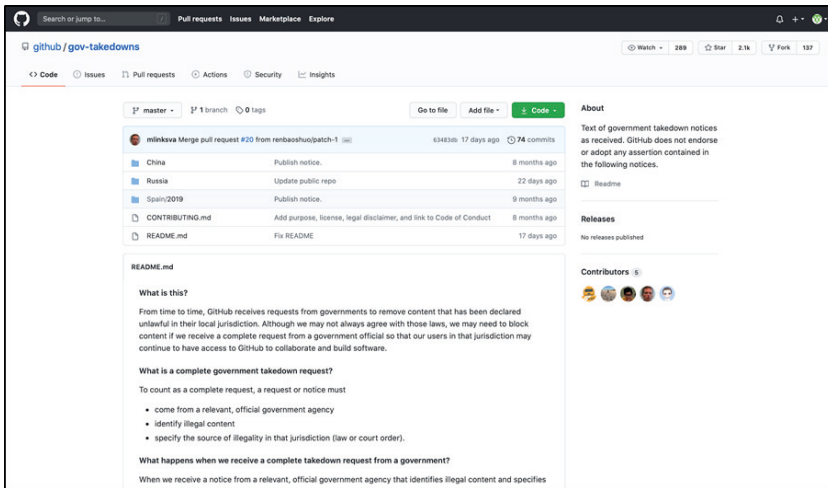 Search or jump to... /
Pull requests Issues Marketplace Explore
github / gov-takedowns
Watch 289 Star 2.1k Fork 137
Code Issues Pull requests Actions Security Insights
master 1 branch 0 tags Go to file Add file Code
mlinksva Merge pull request #20 from renbaoshuo/patch-1 ... 63483db 17 days ago 74 commits
China Publish notice. 8 months ago
Russia Update public repo 22 days ago
Spain/2019 Publish notice. 9 months ago
CONTRIBUTING.md Add purpose, license, legal disclaimer, and link to Code of Conduct 8 months ago
README.md Fix README 17 days ago
README.md
What is this?
From time to time, GitHub receives requests from governments to remove content that has been declared
unlawful in their local jurisdiction. Although we may not always agree with those laws, we may need to block
content if we receive a complete request from a government official so that our users in that jurisdiction may
continue to have access to GitHub to collaborate and build software.
What is a complete government takedown request?
To count as a complete request, a request or notice must
• come from a relevant, official government agency
• identify illegal content
• specify the source of illegality in that jurisdiction (law or court order).
What happens when we receive a complete takedown request from a government?
When we receive a notice from a relevant, official government agency that identifies illegal content and specifies
About
Text of government takedown notices
as received. GitHub does not endorse
or adopt any assertion contained in
the following notices.
Readme
Releases
No releases published
Contributors 5